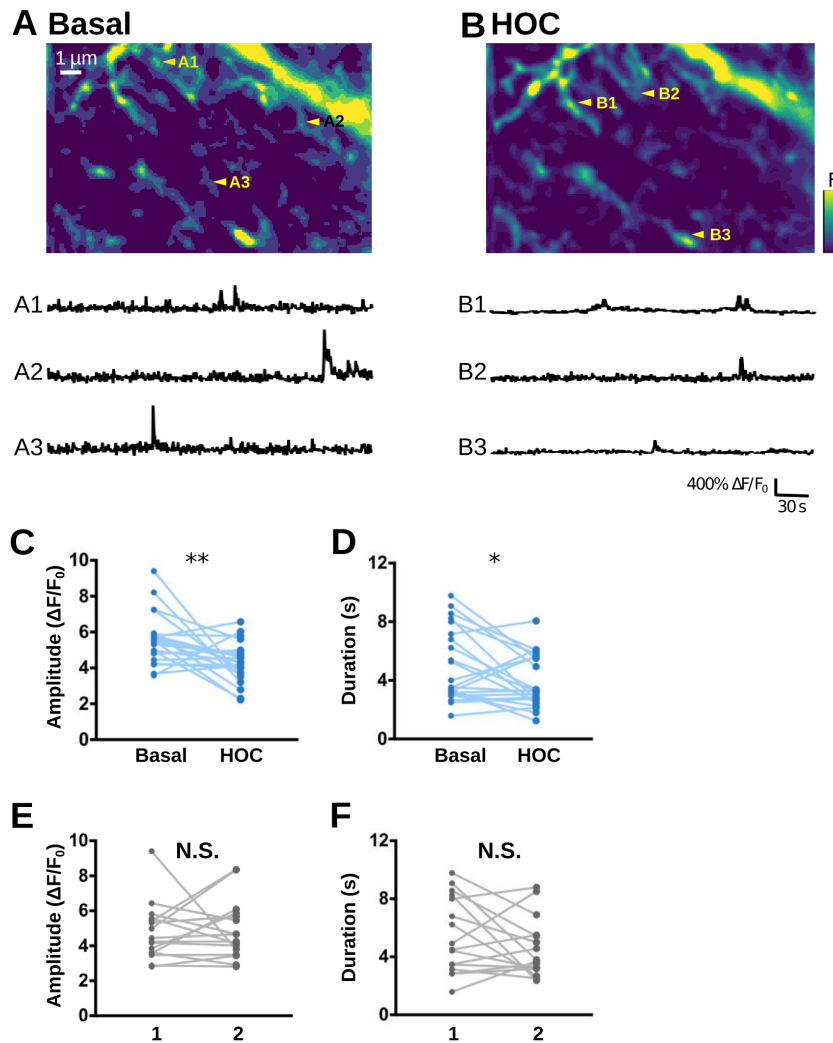 A Basal
B HOC
1 μm
A1
A2
A3
B1
B2
B3
F
A1
A2
A3
B1
B2
B3
400% ΔF/F₀
30 s
C
**
Amplitude (ΔF/F₀)
10
8
6
4
2
0
Basal HOC
D
*
Duration (s)
12
8
4
0
Basal HOC
E
N.S.
Amplitude (ΔF/F₀)
10
8
6
4
2
0
1 2
F
N.S.
Duration (s)
12
8
4
0
1 2